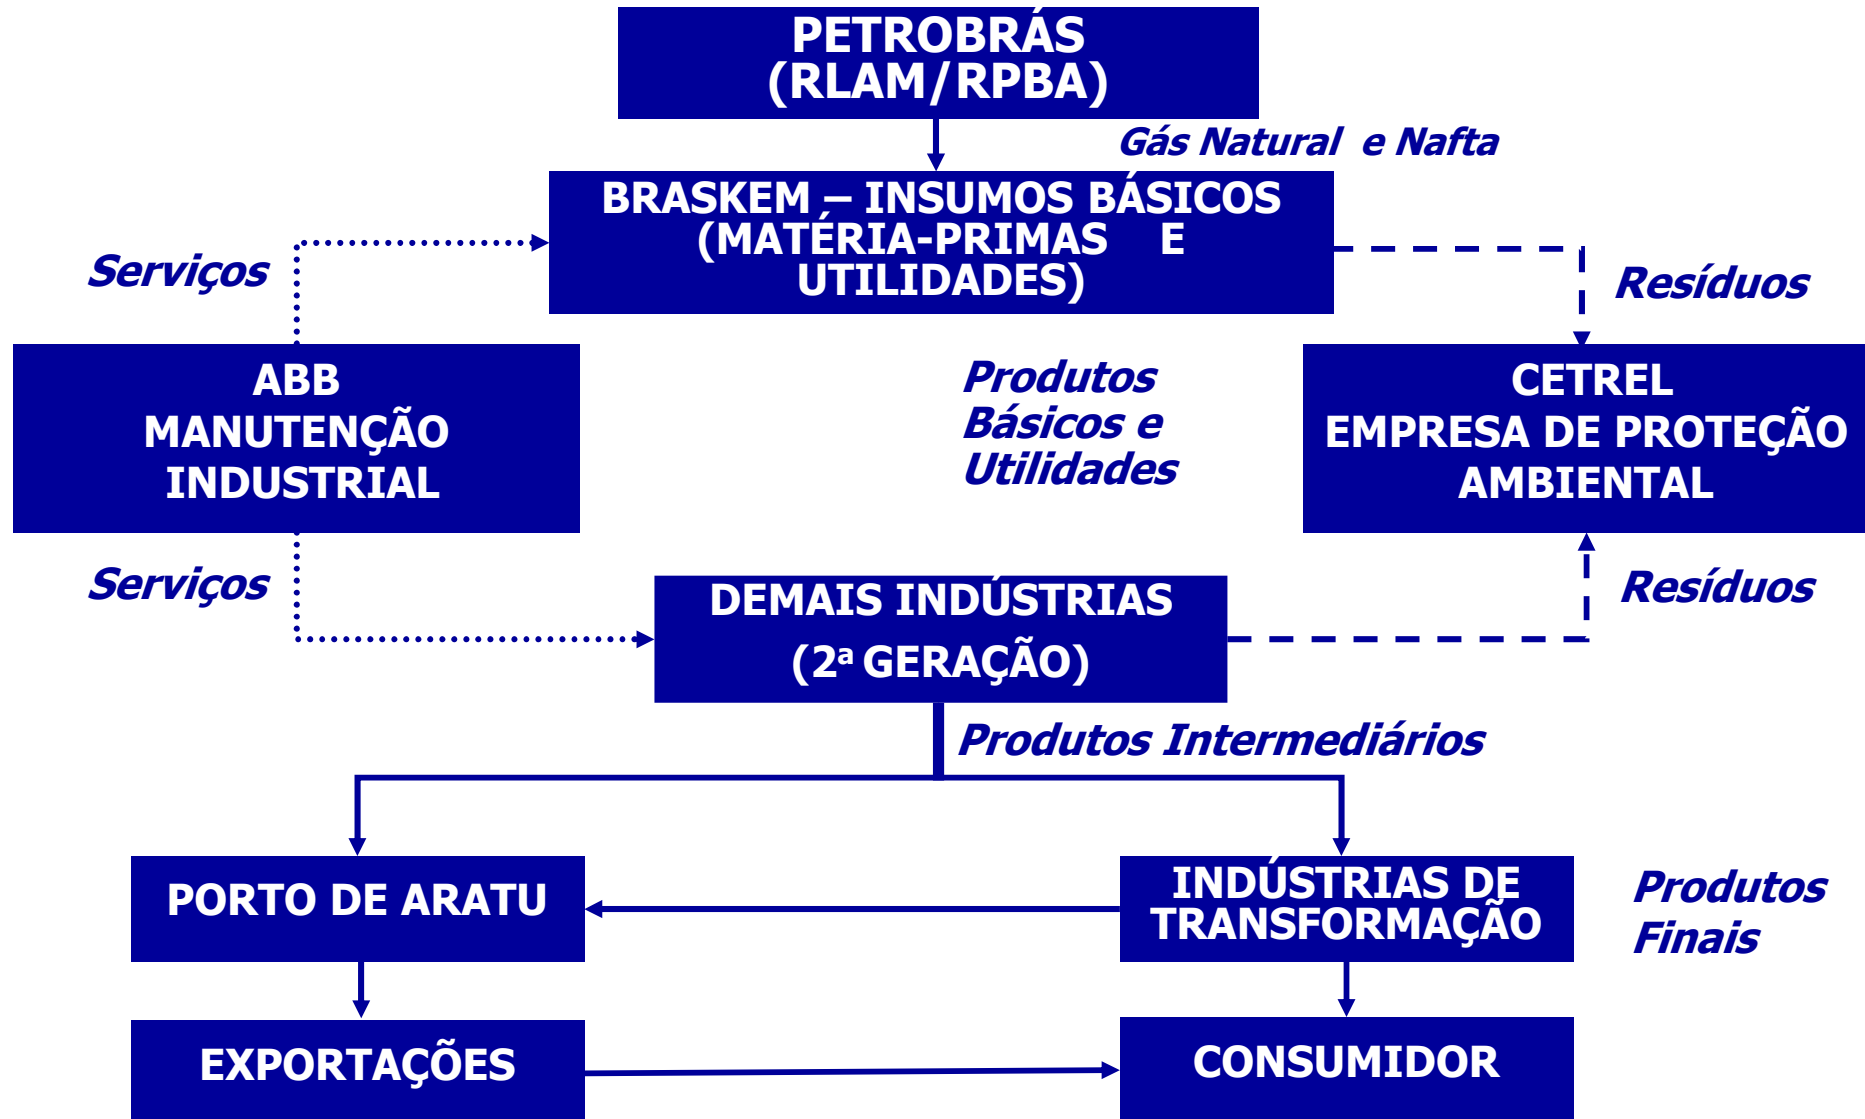 PETROBRÁS
(RLAM/RPBA)
Gás Natural e Nafta
BRASKEM – INSUMOS BÁSICOS
(MATÉRIA-PRIMAS E
UTILIDADES)
Serviços
Resíduos
ABB
MANUTENÇÃO
INDUSTRIAL
Produtos
Básicos e
Utilidades
CETREL
EMPRESA DE PROTEÇÃO
AMBIENTAL
Serviços
DEMAIS INDÚSTRIAS
(2ª GERAÇÃO)
Resíduos
Produtos Intermediários
PORTO DE ARATU
INDÚSTRIAS DE
TRANSFORMAÇÃO
Produtos
Finais
EXPORTAÇÕES
CONSUMIDOR